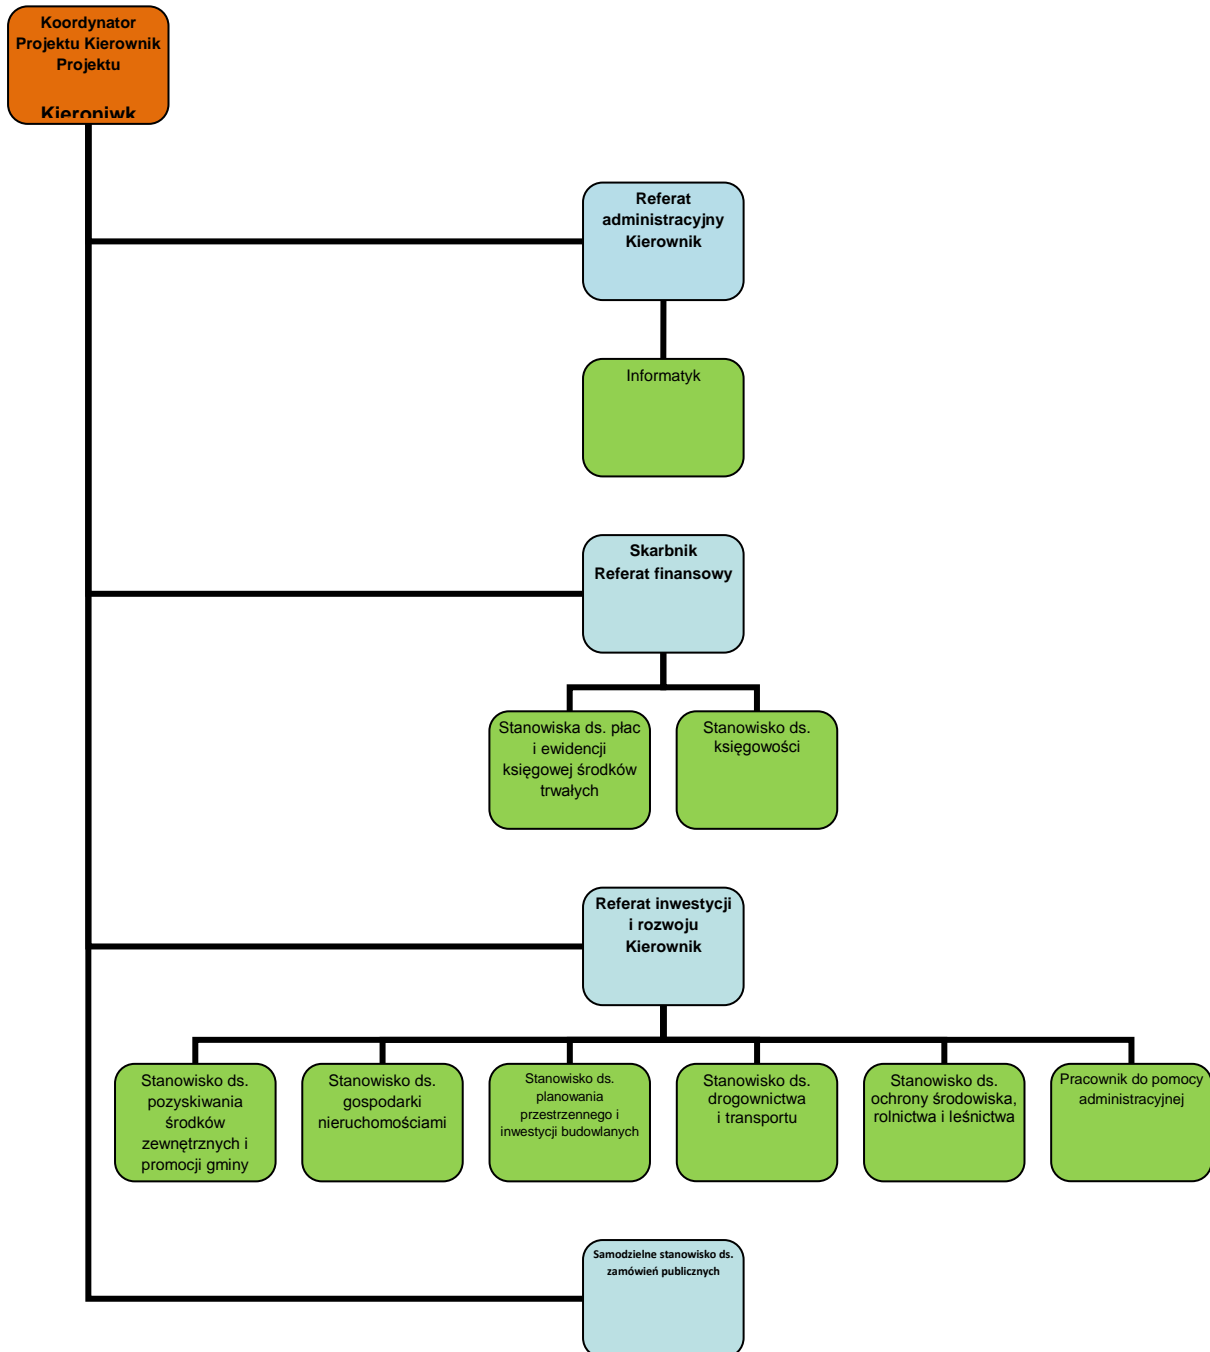 Koordynator
Projektu Kierownik
Projektu
Kieroniwk
Referat
administracyjny
Kierownik
Informatyk
Skarbnik
Referat finansowy
Stanowiska ds. płac
i ewidencji
księgowej środków
trwałych
Stanowisko ds.
księgowości
Referat inwestycji
i rozwoju
Kierownik
Stanowisko ds.
pozyskiwania
środków
zewnętrznych i
promocji gminy
Stanowisko ds.
gospodarki
nieruchomościami
Stanowisko ds.
planowania
przestrzennego i
inwestycji budowlanych
Stanowisko ds.
drogownictwa
i transportu
Stanowisko ds.
ochrony środowiska,
rolnictwa i leśnictwa
Pracownik do pomocy
administracyjnej
Samodzielne stanowisko ds.
zamówień publicznych